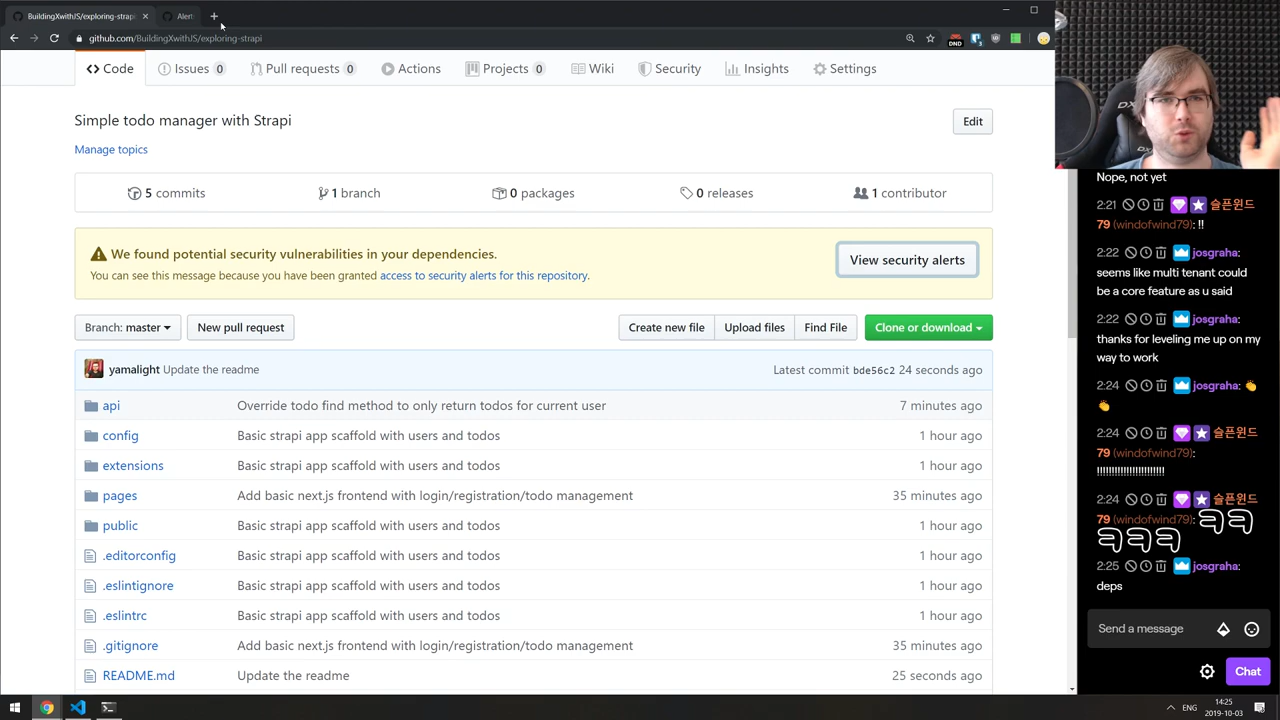 BuildingXwithJS/exploring-strapi
Alert
github.com/BuildingXwithJS/exploring-strapi
DND
Code
Issues 0
Pull requests 0
Actions
Projects 0
Wiki
Security
Insights
Settings
Simple todo manager with Strapi
Edit
Manage topics
5 commits
1 branch
0 packages
0 releases
1 contributor
We found potential security vulnerabilities in your dependencies.
You can see this message because you have been granted access to security alerts for this repository.
View security alerts
Branch: master
New pull request
Create new file
Upload files
Find File
Clone or download
yamalight Update the readme
Latest commit bde56c2 24 seconds ago
api Override todo find method to only return todos for current user 7 minutes ago
config Basic strapi app scaffold with users and todos 1 hour ago
extensions Basic strapi app scaffold with users and todos 1 hour ago
pages Add basic next.js frontend with login/registration/todo management 35 minutes ago
public Basic strapi app scaffold with users and todos 1 hour ago
.editorconfig Basic strapi app scaffold with users and todos 1 hour ago
.eslintignore Basic strapi app scaffold with users and todos 1 hour ago
.eslintrc Basic strapi app scaffold with users and todos 1 hour ago
.gitignore Add basic next.js frontend with login/registration/todo management 35 minutes ago
README.md Update the readme 25 seconds ago
Nope, not yet
2:21 슬픈윈드
79 (windofwind79): !!
2:22 josgraha:
seems like multi tenant could
be a core feature as u said
2:22 josgraha:
thanks for leveling me up on my
way to work
2:24 josgraha: 👏
👏
2:24 슬픈윈드
79 (windofwind79):
!!!!!!!!!!!!!!!!!!!!!!!
2:24 슬픈윈드
79 (windofwind79): ㅋㅋ
ㅋㅋㅋ
2:25 josgraha:
deps
Send a message
Chat
ENG
14:25
2019-10-03